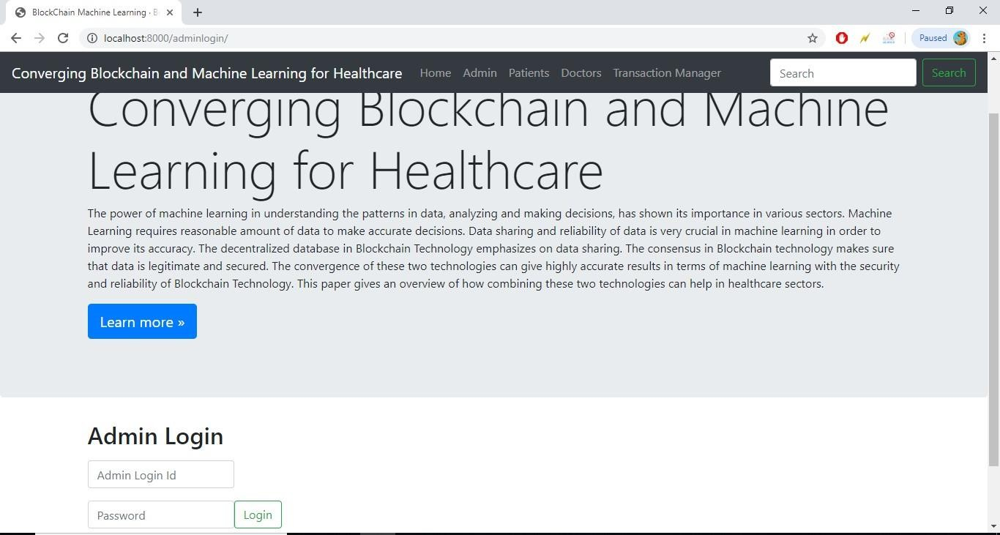 BlockChain Machine Learning · B
localhost:8000/adminlogin/
Paused
Converging Blockchain and Machine Learning for Healthcare Home Admin Patients Doctors Transaction Manager Search Search
Converging Blockchain and Machine
Learning for Healthcare
The power of machine learning in understanding the patterns in data, analyzing and making decisions, has shown its importance in various sectors. Machine
Learning requires reasonable amount of data to make accurate decisions. Data sharing and reliability of data is very crucial in machine learning in order to
improve its accuracy. The decentralized database in Blockchain Technology emphasizes on data sharing. The consensus in Blockchain technology makes sure
that data is legitimate and secured. The convergence of these two technologies can give highly accurate results in terms of machine learning with the security
and reliability of Blockchain Technology. This paper gives an overview of how combining these two technologies can help in healthcare sectors.
Learn more »
Admin Login
Admin Login Id
Password Login